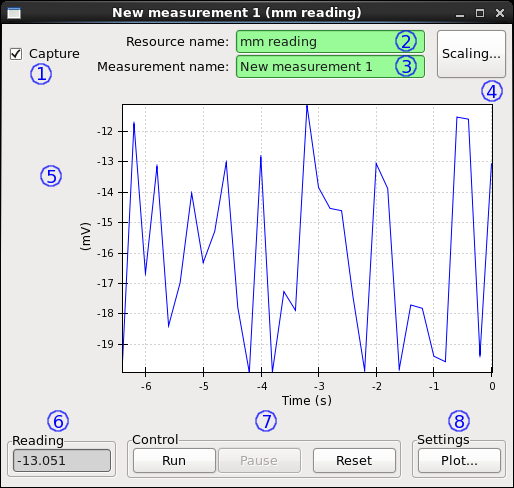 New measurement 1 (mm reading)
Capture
1
Resource name: mm reading 2
Measurement name: New measurement 1 3
Scaling...
4
5
(mV)
-12
-13
-14
-15
-16
-17
-18
-19
-6 -5 -4 -3 -2 -1 0
Time (s)
6
7
8
Reading
-13.051
Control
Run Pause Reset
Settings
Plot...